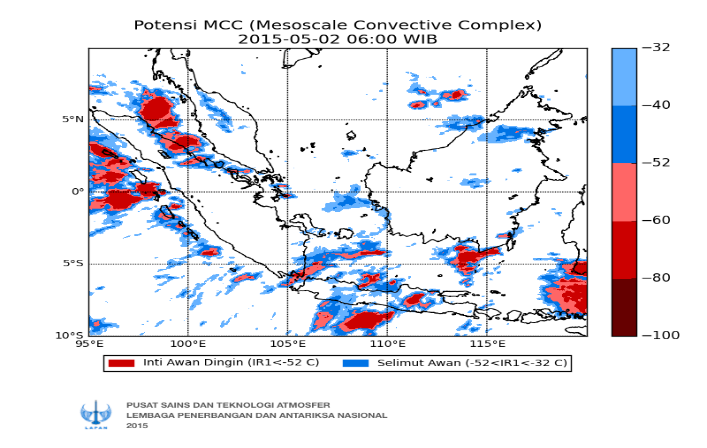 Potensi MCC (Mesoscale Convective Complex)
2015-05-02 06:00 WIB
−32
−40
−52
−60
−80
−100
5°N
0°
5°S
10°S
95°E 100°E 105°E 110°E 115°E
Inti Awan Dingin (IR1<-52 C) Selimut Awan (-52<IR1<-32 C)
PUSAT SAINS DAN TEKNOLOGI ATMOSFER
LEMBAGA PENERBANGAN DAN ANTARIKSA NASIONAL
2015
LAPAN